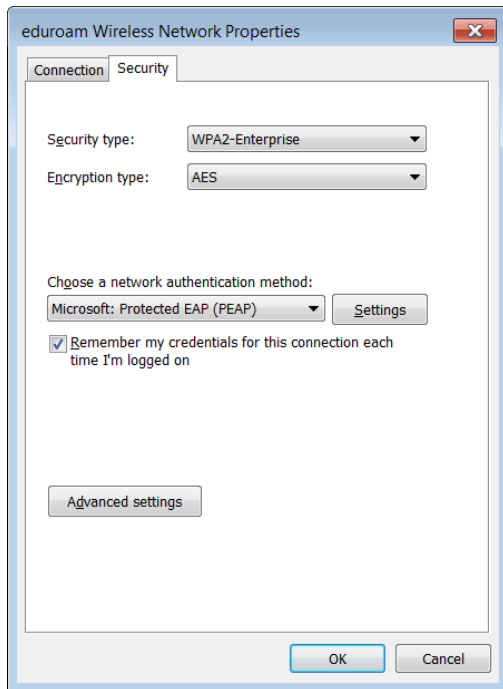 eduroam Wireless Network Properties
Connection
Security
Security type:
WPA2-Enterprise
Encryption type:
AES
Choose a network authentication method:
Microsoft: Protected EAP (PEAP)
Settings
Remember my credentials for this connection each
time I'm logged on
Advanced settings
OK
Cancel